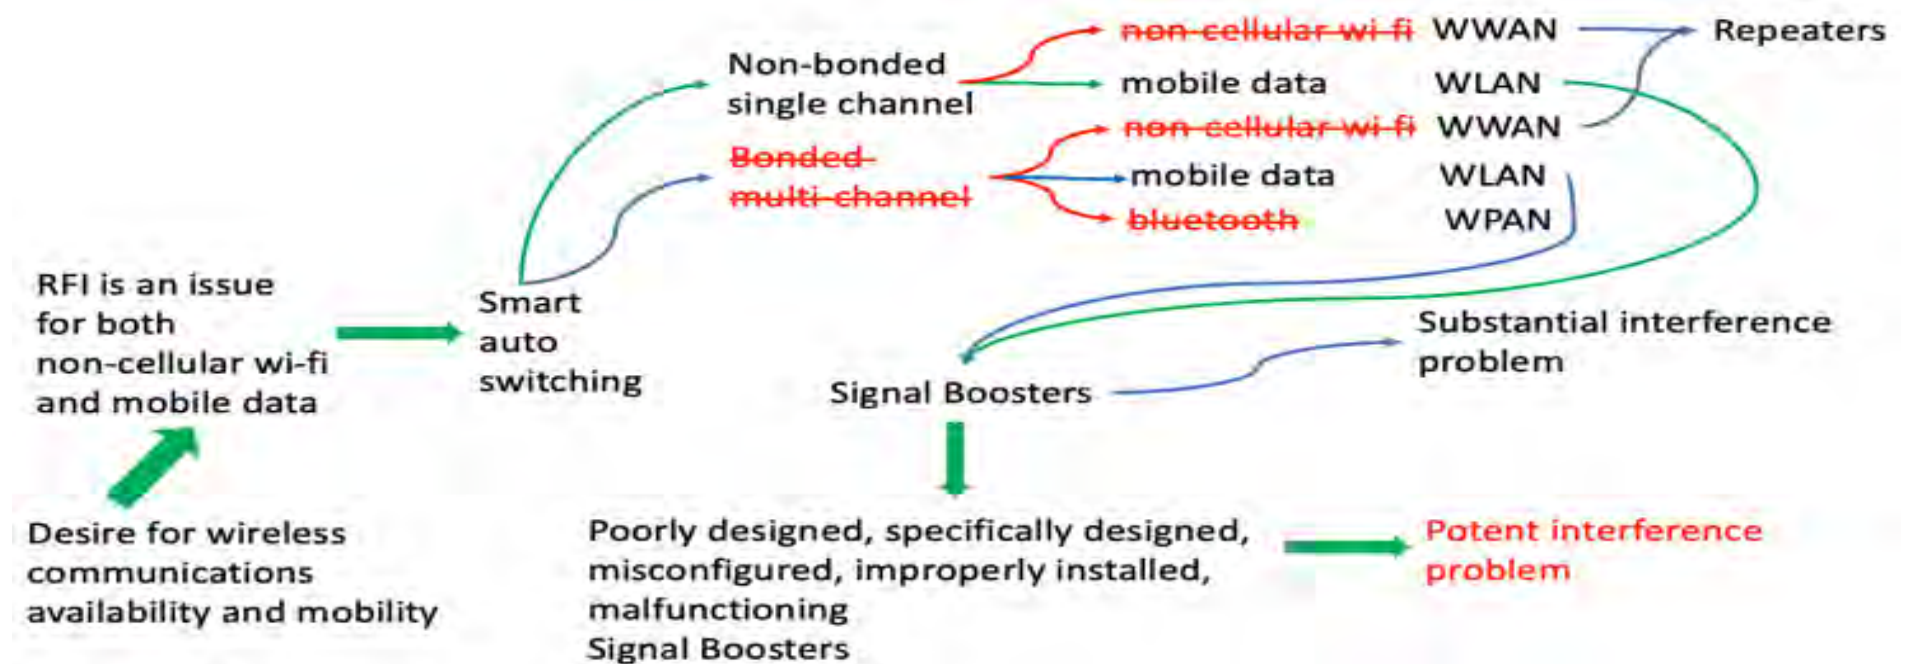 non-cellular wi-fi WWAN
Repeaters
Non-bonded
single channel
mobile data WLAN
non-cellular wi-fi WWAN
Bonded
multi-channel
mobile data WLAN
bluetooth WPAN
RFI is an issue
for both
non-cellular wi-fi
and mobile data
Smart
auto
switching
Substantial interference
problem
Signal Boosters
Desire for wireless
communications
availability and mobility
Poorly designed, specifically designed,
misconfigured, improperly installed,
malfunctioning
Signal Boosters
Potent interference
problem